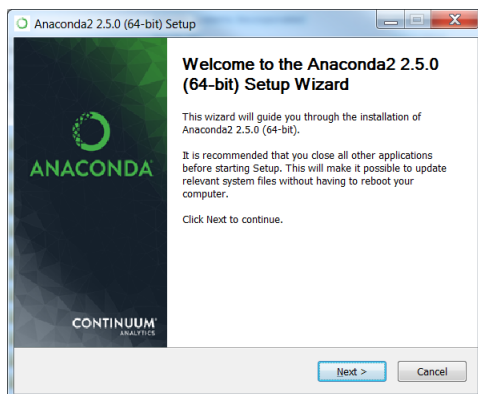 Anaconda2 2.5.0 (64-bit) Setup
Welcome to the Anaconda2 2.5.0
(64-bit) Setup Wizard
This wizard will guide you through the installation of
Anaconda2 2.5.0 (64-bit).
It is recommended that you close all other applications
before starting Setup. This will make it possible to update
relevant system files without having to reboot your
computer.
Click Next to continue.
ANACONDA
CONTINUUM
ANALYTICS
Next >
Cancel